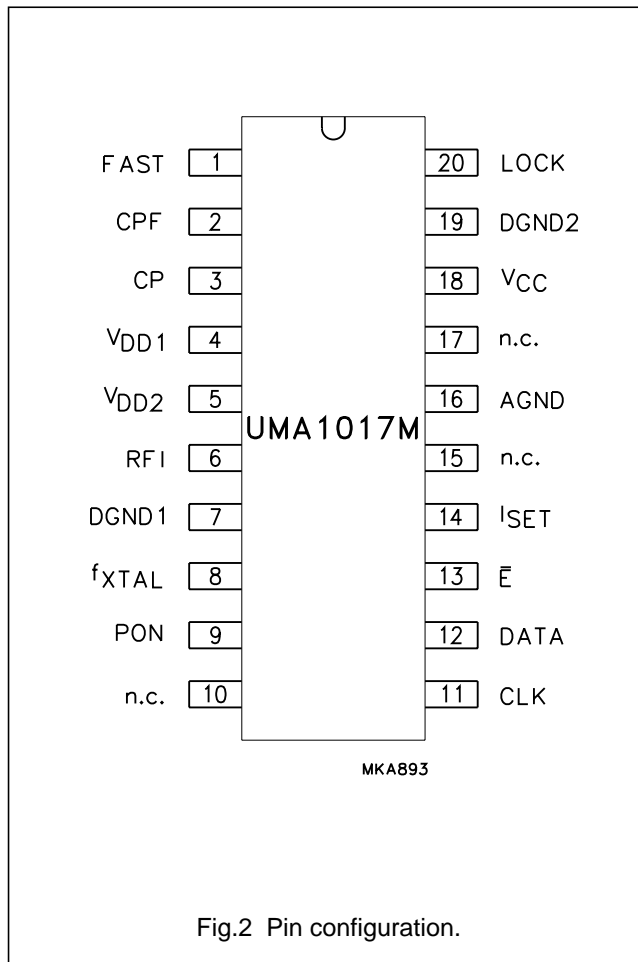 FAST 1 20 LOCK
CPF 2 19 DGND2
CP 3 18 VCC
VDD1 4 17 n.c.
VDD2 5 16 AGND
UMA1017M
RFI 6 15 n.c.
DGND1 7 14 ISET
fXTAL 8 13 E̅
PON 9 12 DATA
n.c. 10 11 CLK
MKA893
Fig.2 Pin configuration.